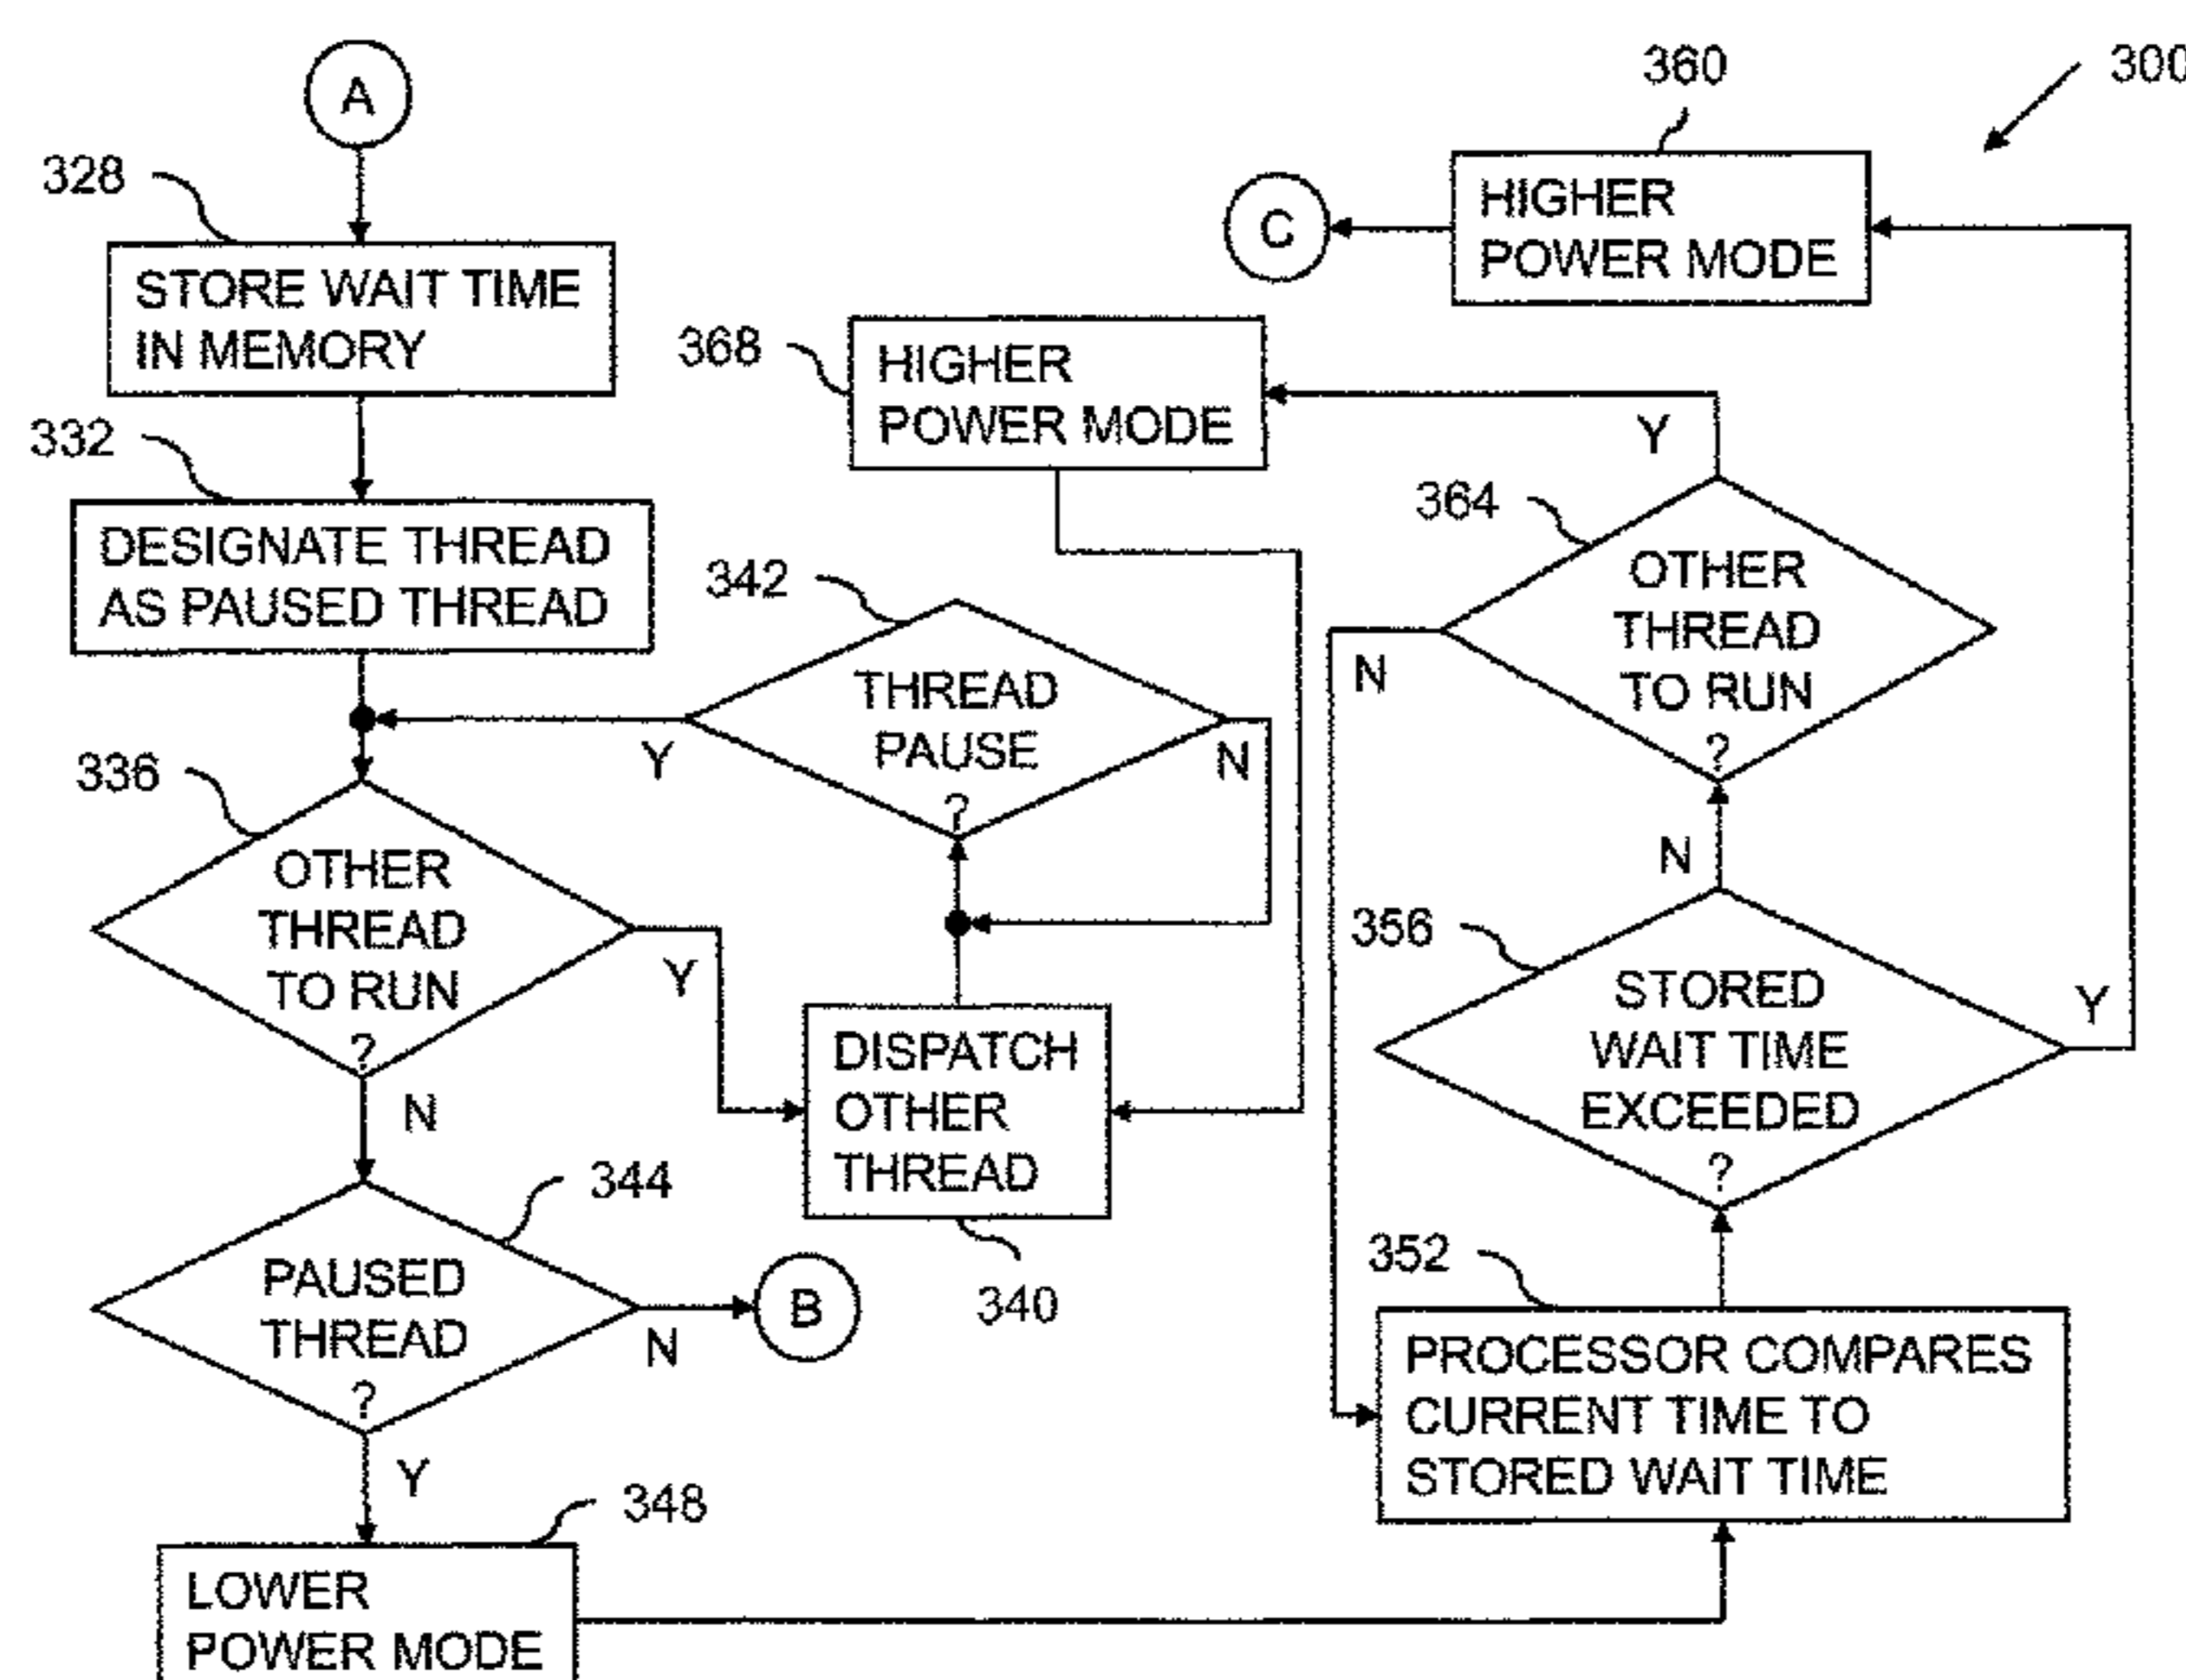 A
328
STORE WAIT TIME
IN MEMORY
332
DESIGNATE THREAD
AS PAUSED THREAD
336
OTHER
THREAD
TO RUN
?
Y
N
344
PAUSED
THREAD
?
N
B
Y
348
LOWER
POWER MODE
368
HIGHER
POWER MODE
342
THREAD
PAUSE
?
Y
N
DISPATCH
OTHER
THREAD
340
360
300
C
HIGHER
POWER MODE
Y
364
OTHER
THREAD
TO RUN
?
N
N
356
STORED
WAIT TIME
EXCEEDED
?
Y
352
PROCESSOR COMPARES
CURRENT TIME TO
STORED WAIT TIME